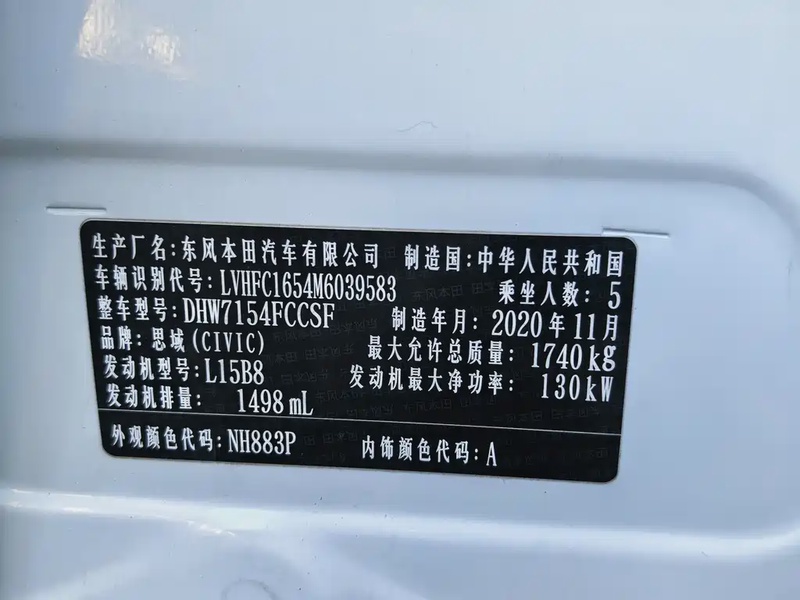 生产厂名:东风本田汽车有限公司 制造国:中华人民共和国
车辆识别代号:LVHFC1654M6039583 乘坐人数:5
整车型号:DHW7154FCCSF 制造年月:2020年11月
品牌:思域(CIVIC) 最大允许总质量:1740kg
发动机型号:L15B8 发动机最大净功率:130kW
发动机排量: 1498mL
外观颜色代码:NH883P 内饰颜色代码:A